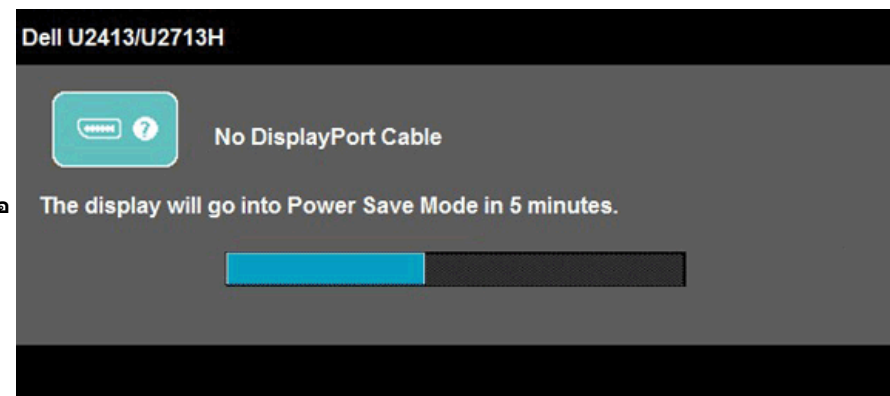 Dell U2413/U2713H
No DisplayPort Cable
The display will go into Power Save Mode in 5 minutes.